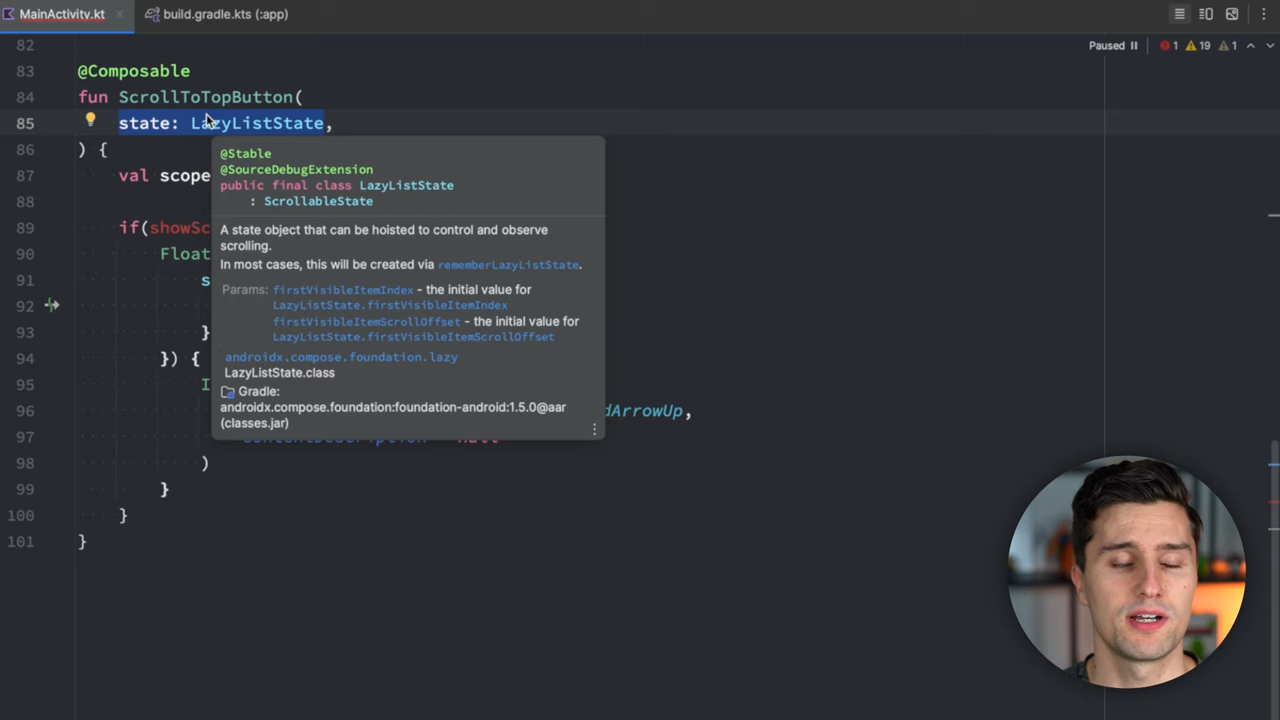 MainActivity.kt
build.gradle.kts (:app)
Paused
1 19 1
82
83 @Composable
84 fun ScrollToTopButton(
85 state: LazyListState,
86 ) {
87 val scope
88
89 if(showSc
90 Float
91 s
92
93 }
94 }) {
95 I
96 dArrowUp,
97
98 )
99 }
100 }
101 }
@Stable
@SourceDebugExtension
public final class LazyListState
: ScrollableState
A state object that can be hoisted to control and observe
scrolling.
In most cases, this will be created via rememberLazyListState.
Params: firstVisibleItemIndex - the initial value for
LazyListState.firstVisibleItemIndex
firstVisibleItemScrollOffset - the initial value for
LazyListState.firstVisibleItemScrollOffset
androidx.compose.foundation.lazy
LazyListState.class
Gradle:
androidx.compose.foundation:foundation-android:1.5.0@aar
(classes.jar)